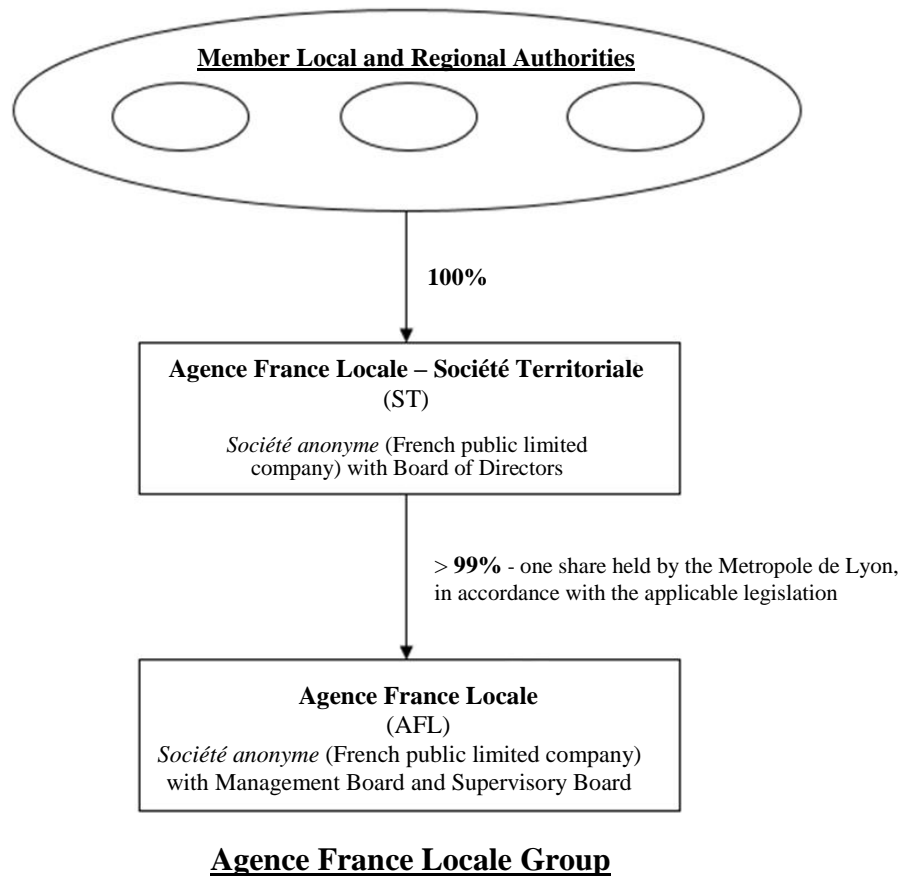 Member Local and Regional Authorities
100%
Agence France Locale – Société Territoriale
(ST)
Société anonyme (French public limited
company) with Board of Directors
> 99% - one share held by the Metropole de Lyon,
in accordance with the applicable legislation
Agence France Locale
(AFL)
Société anonyme (French public limited company)
with Management Board and Supervisory Board
Agence France Locale Group